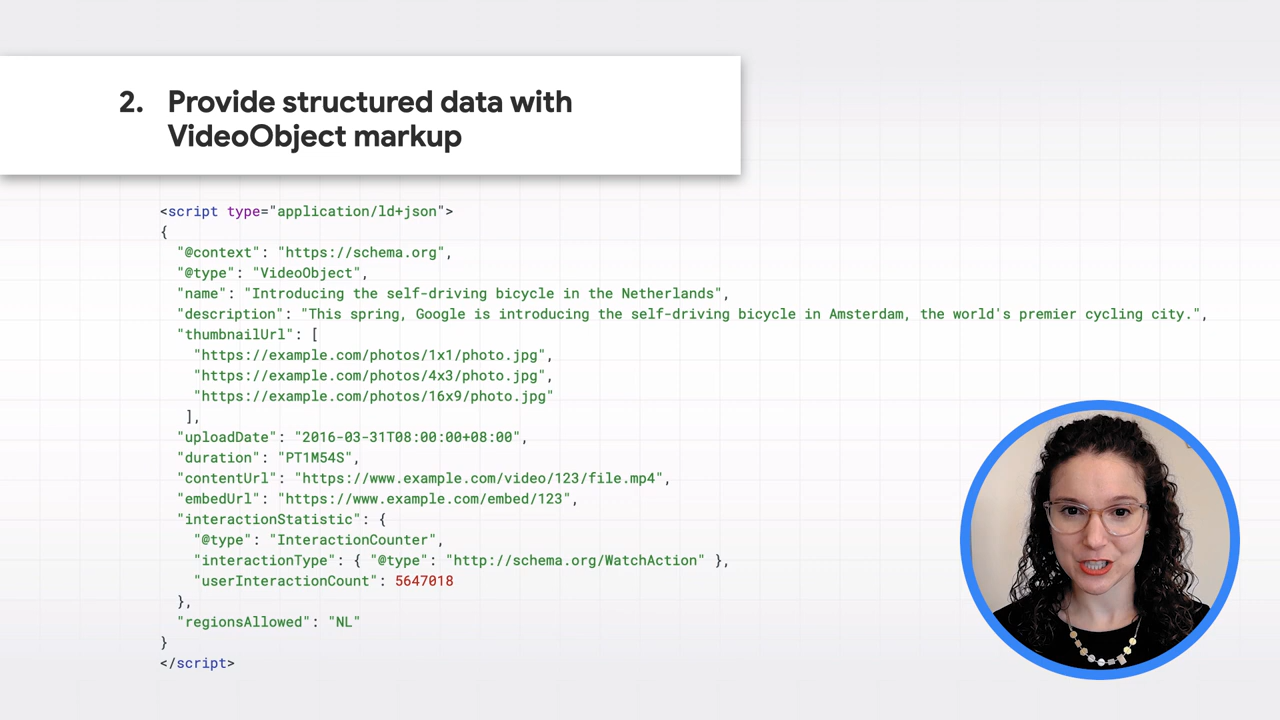 2. Provide structured data with
VideoObject markup
<script type="application/ld+json">
{
"@context": "https://schema.org",
"@type": "VideoObject",
"name": "Introducing the self-driving bicycle in the Netherlands",
"description": "This spring, Google is introducing the self-driving bicycle in Amsterdam, the world's premier cycling city.",
"thumbnailUrl": [
"https://example.com/photos/1x1/photo.jpg",
"https://example.com/photos/4x3/photo.jpg",
"https://example.com/photos/16x9/photo.jpg"
],
"uploadDate": "2016-03-31T08:00:00+08:00",
"duration": "PT1M54S",
"contentUrl": "https://www.example.com/video/123/file.mp4",
"embedUrl": "https://www.example.com/embed/123",
"interactionStatistic": {
"@type": "InteractionCounter",
"interactionType": { "@type": "http://schema.org/WatchAction" },
"userInteractionCount": 5647018
},
"regionsAllowed": "NL"
}
</script>